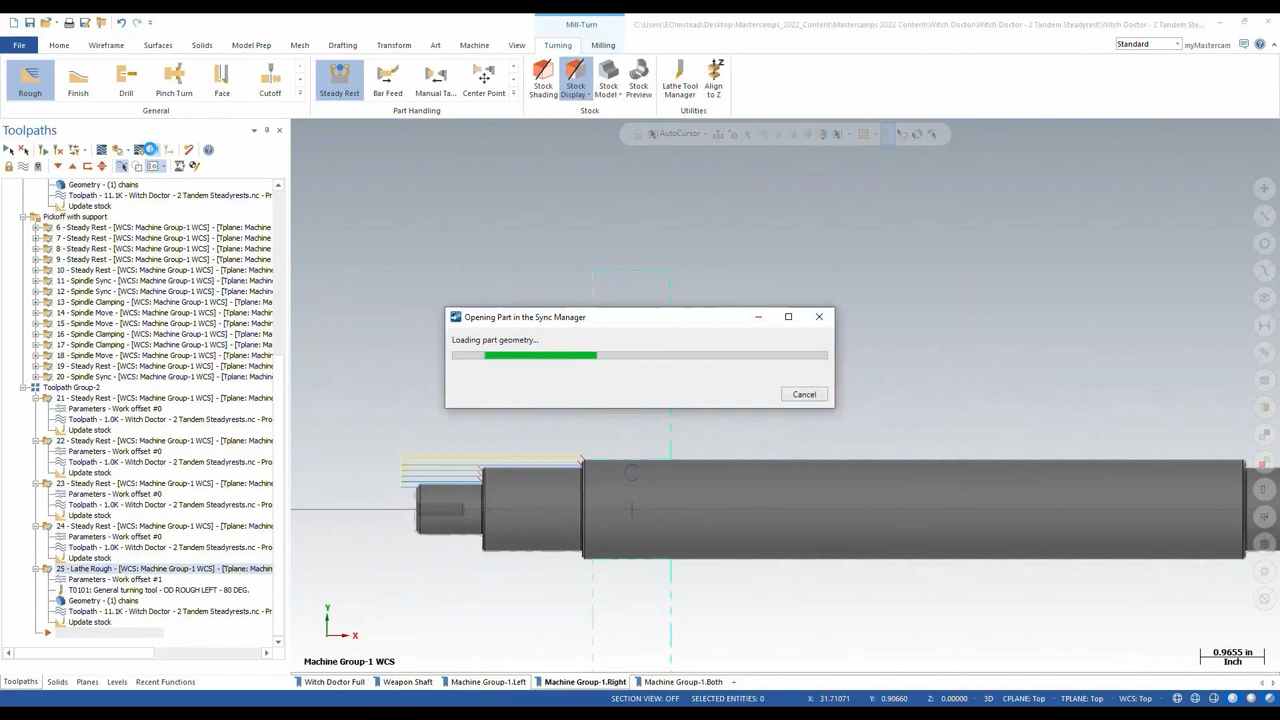 Mill-Turn
C:\Users\EOlmstead\Desktop\Mastercamps_2022_Content\Mastercamps 2022 Content\Witch Doctor\Witch Doctor - 2 Tandem Steadyrest\Witch Doctor - 2 Tandem Ste...
File Home Wireframe Surfaces Solids Model Prep Mesh Drafting Transform Art Machine View Turning Milling Standard myMastercam
Rough Finish Drill Pinch Turn Face Cutoff Steady Rest Bar Feed Manual Ta... Center Point Stock Shading Stock Display Stock Model Stock Preview Lathe Tool Manager Align to Z
General Part Handling Stock Utilities
Toolpaths
AutoCursor
Geometry - (1) chains
Toolpath - 11.1K - Witch Doctor - 2 Tandem Steadyrests.nc - Pr
Update stock
Pickoff with support
6 - Steady Rest - [WCS: Machine Group-1 WCS] - [Tplane: Machine
7 - Steady Rest - [WCS: Machine Group-1 WCS] - [Tplane: Machine
8 - Steady Rest - [WCS: Machine Group-1 WCS] - [Tplane: Machine
9 - Steady Rest - [WCS: Machine Group-1 WCS] - [Tplane: Machine
10 - Steady Rest - [WCS: Machine Group-1 WCS] - [Tplane: Machin
11 - Spindle Sync - [WCS: Machine Group-1 WCS] - [Tplane: Machi
12 - Spindle Sync - [WCS: Machine Group-1 WCS] - [Tplane: Machi
13 - Spindle Clamping - [WCS: Machine Group-1 WCS] - [Tplane: M
14 - Spindle Move - [WCS: Machine Group-1 WCS] - [Tplane: Machi
15 - Spindle Move - [WCS: Machine Group-1 WCS] - [Tplane: Machi
16 - Spindle Clamping - [WCS: Machine Group-1 WCS] - [Tplane: M
17 - Spindle Clamping - [WCS: Machine Group-1 WCS] - [Tplane: M
18 - Spindle Move - [WCS: Machine Group-1 WCS] - [Tplane: Machi
19 - Steady Rest - [WCS: Machine Group-1 WCS] - [Tplane: Machin
20 - Spindle Sync - [WCS: Machine Group-1 WCS] - [Tplane: Machi
Toolpath Group-2
21 - Steady Rest - [WCS: Machine Group-1 WCS] - [Tplane: Machin
Parameters - Work offset #0
Toolpath - 1.0K - Witch Doctor - 2 Tandem Steadyrests.nc - Pro
Update stock
22 - Steady Rest - [WCS: Machine Group-1 WCS] - [Tplane: Machin
Parameters - Work offset #0
Toolpath - 1.0K - Witch Doctor - 2 Tandem Steadyrests.nc - Pro
Update stock
23 - Steady Rest - [WCS: Machine Group-1 WCS] - [Tplane: Machin
Parameters - Work offset #0
Toolpath - 1.0K - Witch Doctor - 2 Tandem Steadyrests.nc - Pro
Update stock
24 - Steady Rest - [WCS: Machine Group-1 WCS] - [Tplane: Machin
Parameters - Work offset #0
Toolpath - 1.0K - Witch Doctor - 2 Tandem Steadyrests.nc - Pro
Update stock
25 - Lathe Rough - [WCS: Machine Group-1 WCS] - [Tplane: Machin
Parameters - Work offset #1
T0101: General turning tool - OD ROUGH LEFT - 80 DEG.
Geometry - (1) chains
Toolpath - 11.1K - Witch Doctor - 2 Tandem Steadyrests.nc - Pr
Update stock
Opening Part in the Sync Manager
Loading part geometry...
Cancel
Y
X
Machine Group-1 WCS
0.9655 in
Inch
Toolpaths Solids Planes Levels Recent Functions
Witch Doctor Full Weapon Shaft Machine Group-1.Left Machine Group-1.Right Machine Group-1.Both +
SECTION VIEW: OFF SELECTED ENTITIES: 0 X: 31.71071 Y: 0.90660 Z: 0.00000 3D CPLANE: TOP TPLANE: TOP WCS: Top